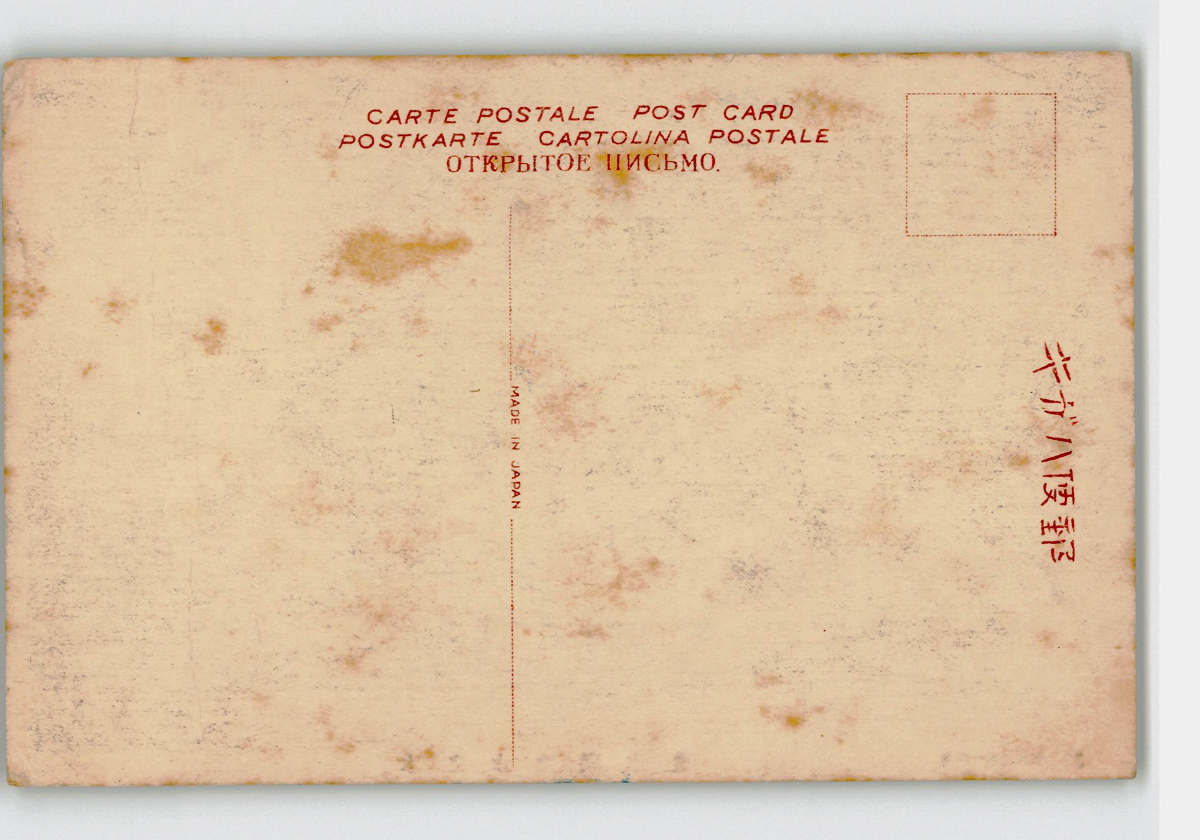 CARTE POSTALE POST CARD
POSTKARTE CARTOLINA POSTALE
ОТКРЫТОЕ ПИСЬМО.
MADE IN JAPAN
郵便ハガキ